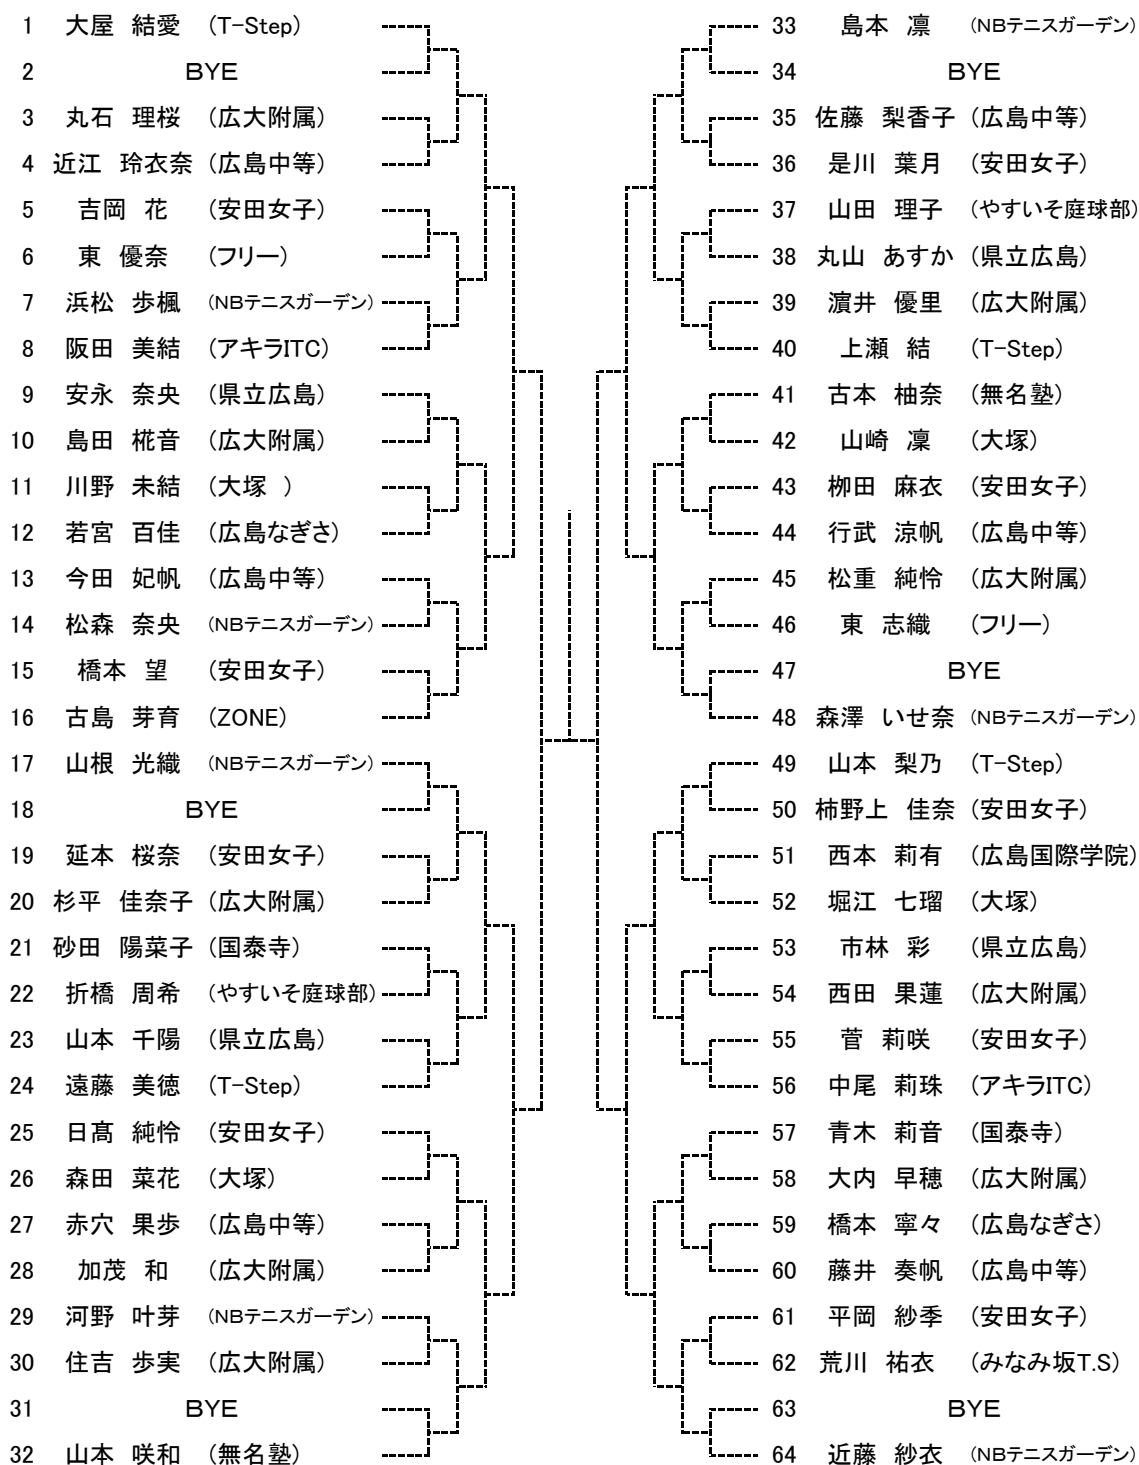 1 大屋 結愛 (T-Step)
2 BYE
3 丸石 理桜 (広大附属)
4 近江 玲衣奈 (広島中等)
5 吉岡 花 (安田女子)
6 東 優奈 (フリー)
7 浜松 歩楓 (NBテニスガーデン)
8 阪田 美結 (アキラITC)
9 安永 奈央 (県立広島)
10 島田 椛音 (広大附属)
11 川野 未結 (大塚 )
12 若宮 百佳 (広島なぎさ)
13 今田 妃帆 (広島中等)
14 松森 奈央 (NBテニスガーデン)
15 橋本 望 (安田女子)
16 古島 芽育 (ZONE)
17 山根 光織 (NBテニスガーデン)
18 BYE
19 延本 桜奈 (安田女子)
20 杉平 佳奈子 (広大附属)
21 砂田 陽菜子 (国泰寺)
22 折橋 周希 (やすいそ庭球部)
23 山本 千陽 (県立広島)
24 遠藤 美徳 (T-Step)
25 日髙 純怜 (安田女子)
26 森田 菜花 (大塚)
27 赤穴 果歩 (広島中等)
28 加茂 和 (広大附属)
29 河野 叶芽 (NBテニスガーデン)
30 住吉 歩実 (広大附属)
31 BYE
32 山本 咲和 (無名塾)
33 島本 凛 (NBテニスガーデン)
34 BYE
35 佐藤 梨香子 (広島中等)
36 是川 葉月 (安田女子)
37 山田 理子 (やすいそ庭球部)
38 丸山 あすか (県立広島)
39 濵井 優里 (広大附属)
40 上瀬 結 (T-Step)
41 古本 柚奈 (無名塾)
42 山崎 凜 (大塚)
43 栁田 麻衣 (安田女子)
44 行武 涼帆 (広島中等)
45 松重 純怜 (広大附属)
46 東 志織 (フリー)
47 BYE
48 森澤 いせ奈 (NBテニスガーデン)
49 山本 梨乃 (T-Step)
50 柿野上 佳奈 (安田女子)
51 西本 莉有 (広島国際学院)
52 堀江 七瑠 (大塚)
53 市林 彩 (県立広島)
54 西田 果蓮 (広大附属)
55 菅 莉咲 (安田女子)
56 中尾 莉珠 (アキラITC)
57 青木 莉音 (国泰寺)
58 大内 早穂 (広大附属)
59 橋本 寧々 (広島なぎさ)
60 藤井 奏帆 (広島中等)
61 平岡 紗季 (安田女子)
62 荒川 祐衣 (みなみ坂T.S)
63 BYE
64 近藤 紗衣 (NBテニスガーデン)